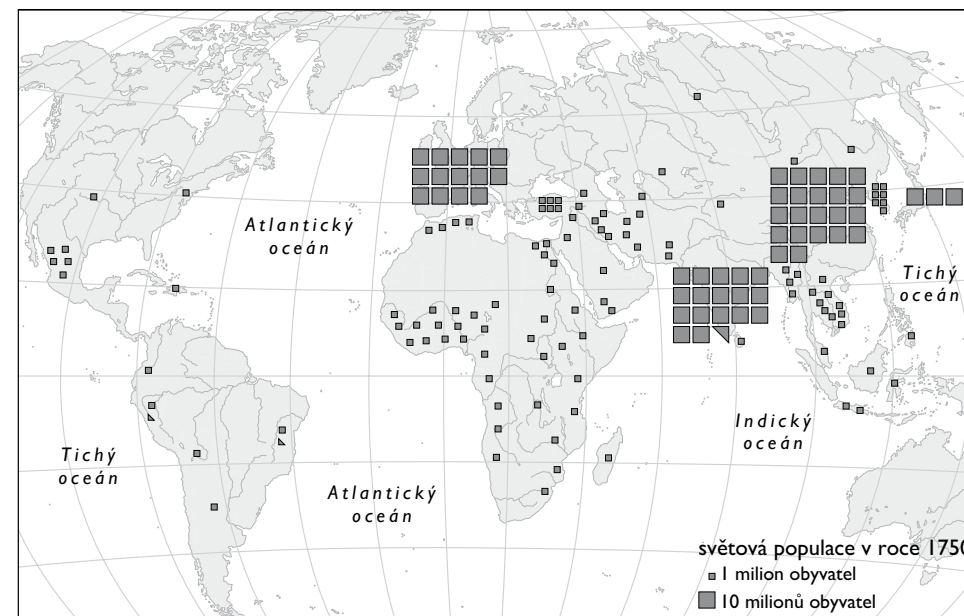 Atlantický
oceán
Tichý
oceán
Indický
oceán
Tichý
oceán
Atlantický
oceán
světová populace v roce 1750
1 milion obyvatel
10 milionů obyvatel